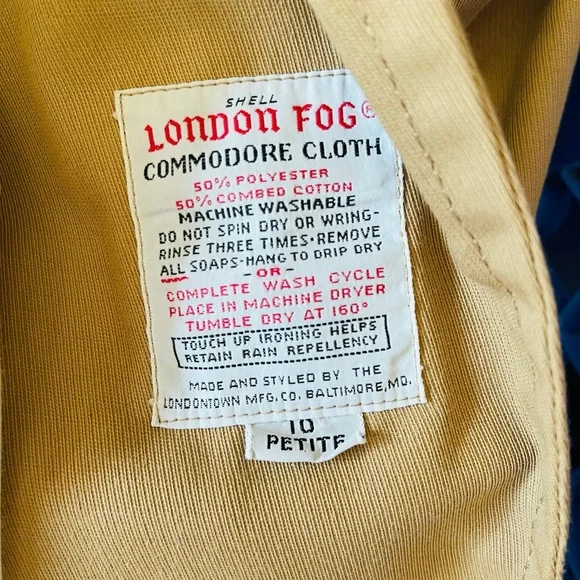 SHELL
LONDON FOG®
COMMODORE CLOTH
50% POLYESTER
50% COMBED COTTON
MACHINE WASHABLE
DO NOT SPIN DRY OR WRING-
RINSE THREE TIMES·REMOVE
ALL SOAPS·HANG TO DRIP DRY
-OR-
COMPLETE WASH CYCLE
PLACE IN MACHINE DRYER
TUMBLE DRY AT 160°
TOUCH UP IRONING HELPS
RETAIN RAIN REPELLENCY
MADE AND STYLED BY THE
LONDONTOWN MFG.CO. BALTIMORE,MD.
10
PETITE